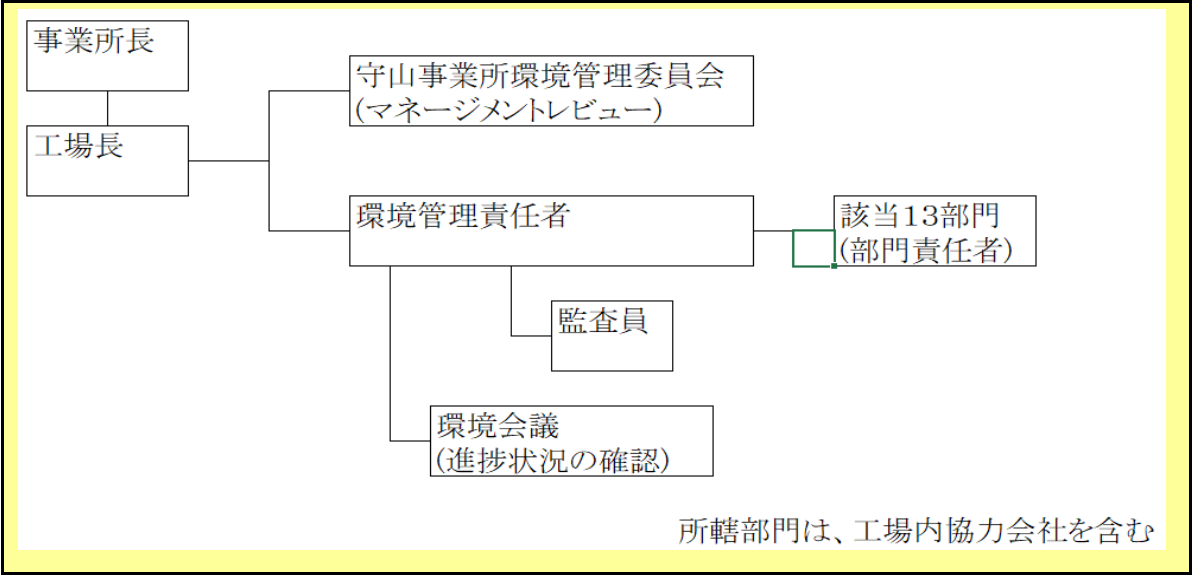 事業所長
守山事業所環境管理委員会
(マネージメントレビュー)
工場長
環境管理責任者
該当13部門
(部門責任者)
監査員
環境会議
(進捗状況の確認)
所轄部門は、工場内協力会社を含む